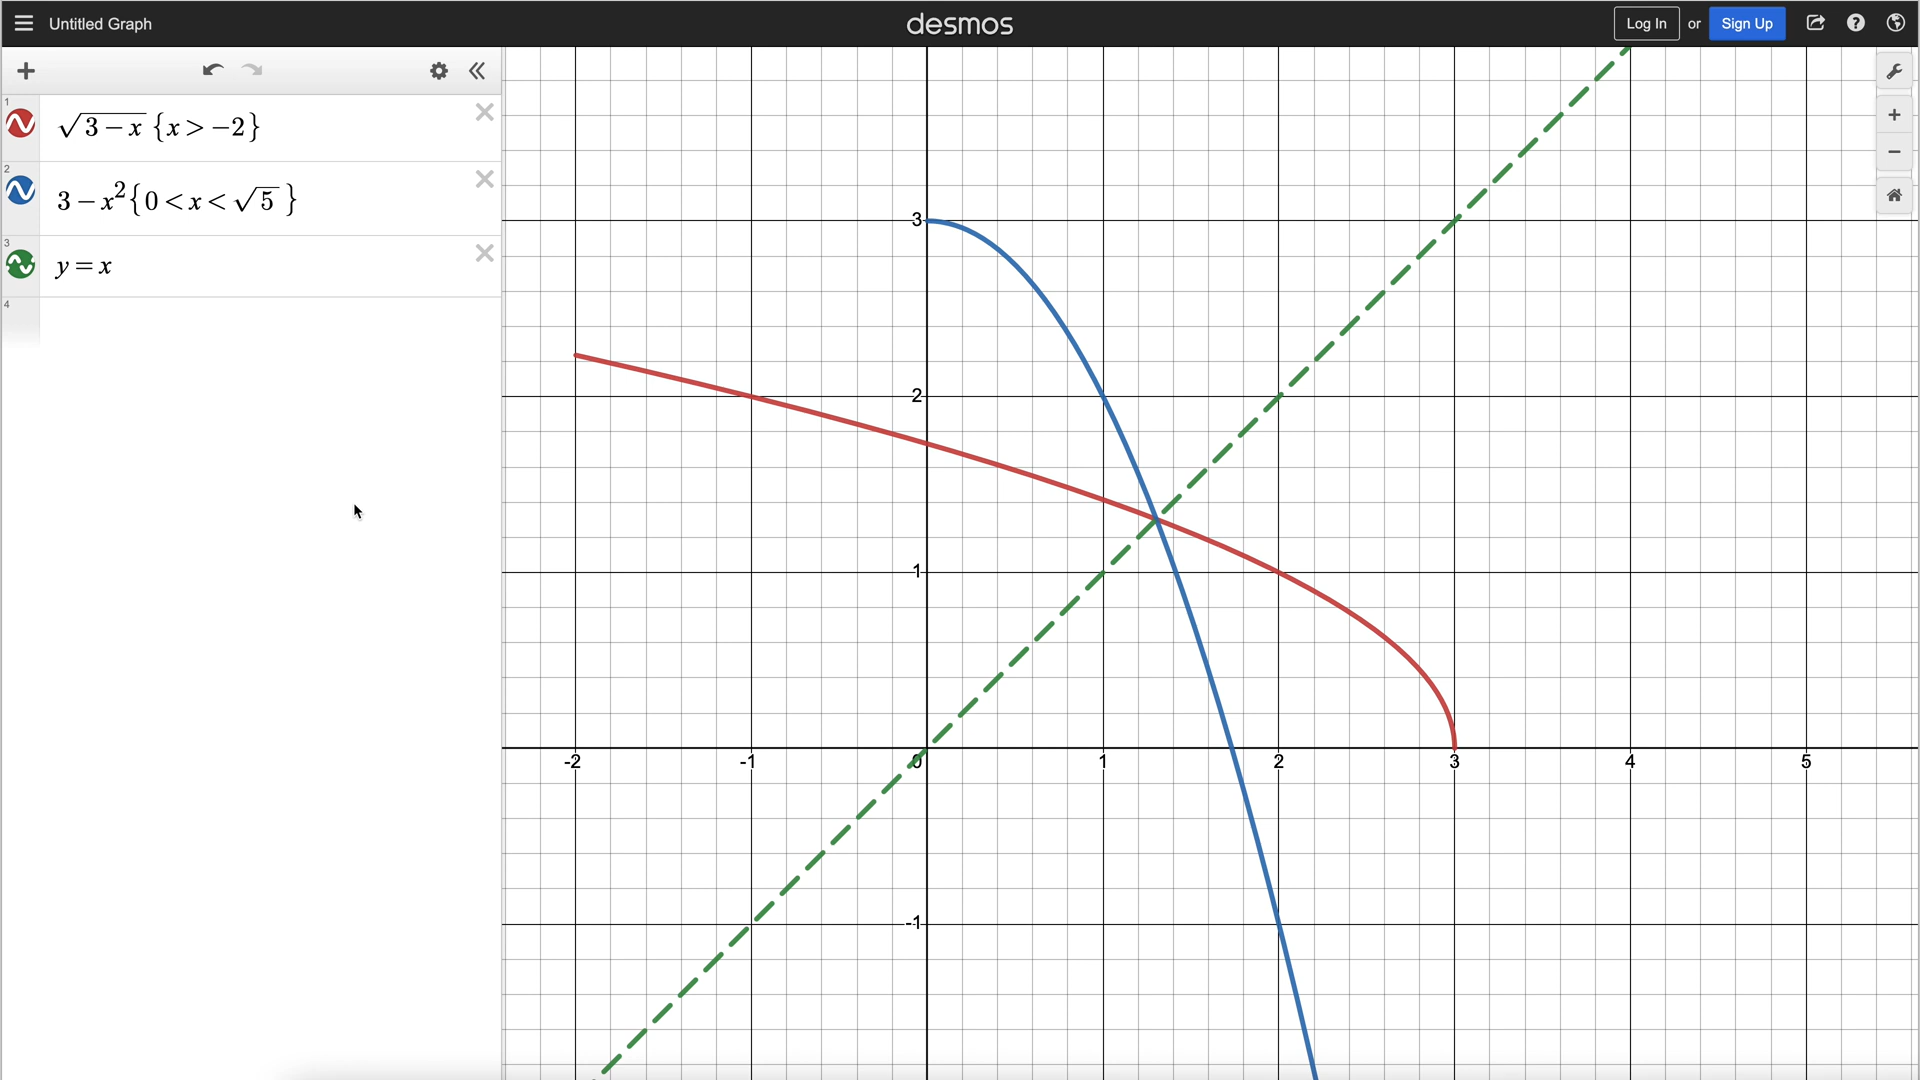 Untitled Graph
desmos
Log In or Sign Up
1
√3 − x {x > −2}
2
3 − x²{0 < x < √5 }
3
y = x
4
3
2
1
-2 -1 0 1 2 3 4 5
-1